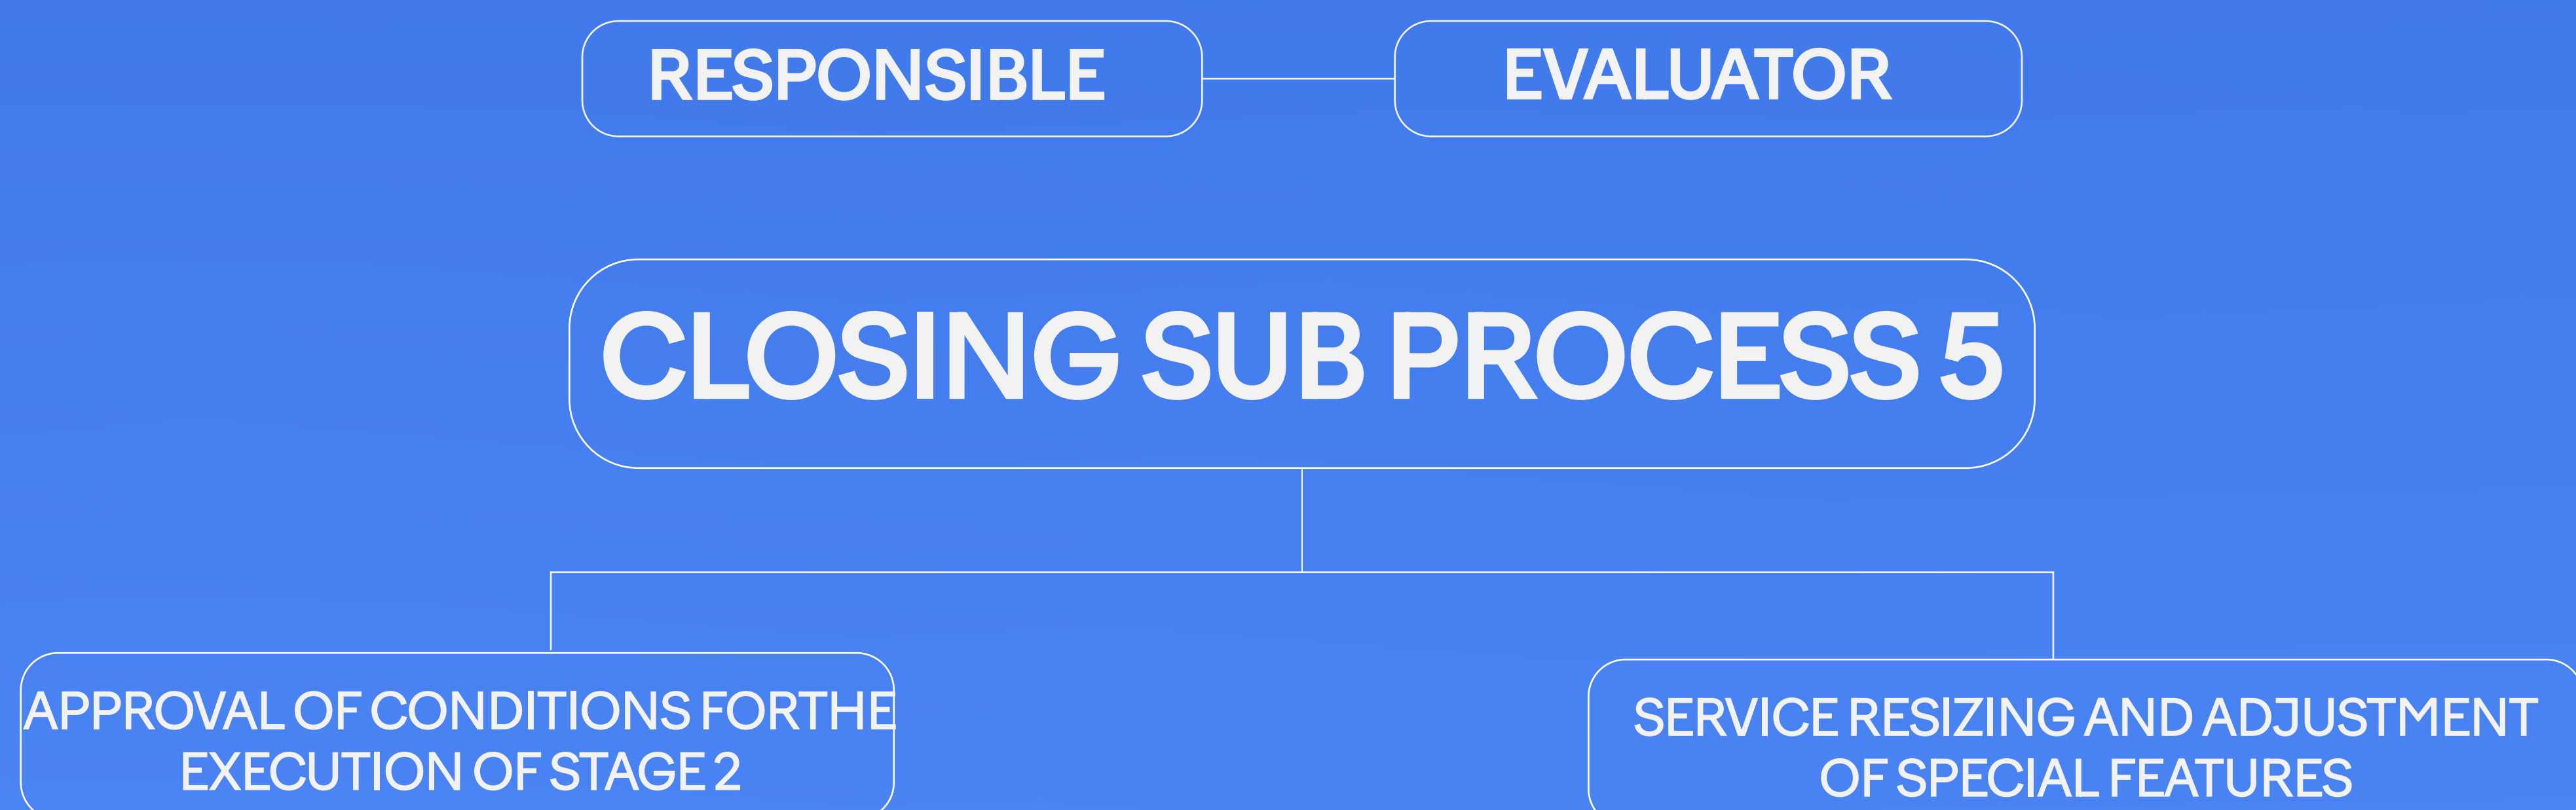 RESPONSIBLE
EVALUATOR
CLOSING SUB PROCESS 5
APPROVAL OF CONDITIONS FORTHE
EXECUTION OF STAGE 2
SERVICE RESIZING AND ADJUSTMENT
OF SPECIAL FEATURES